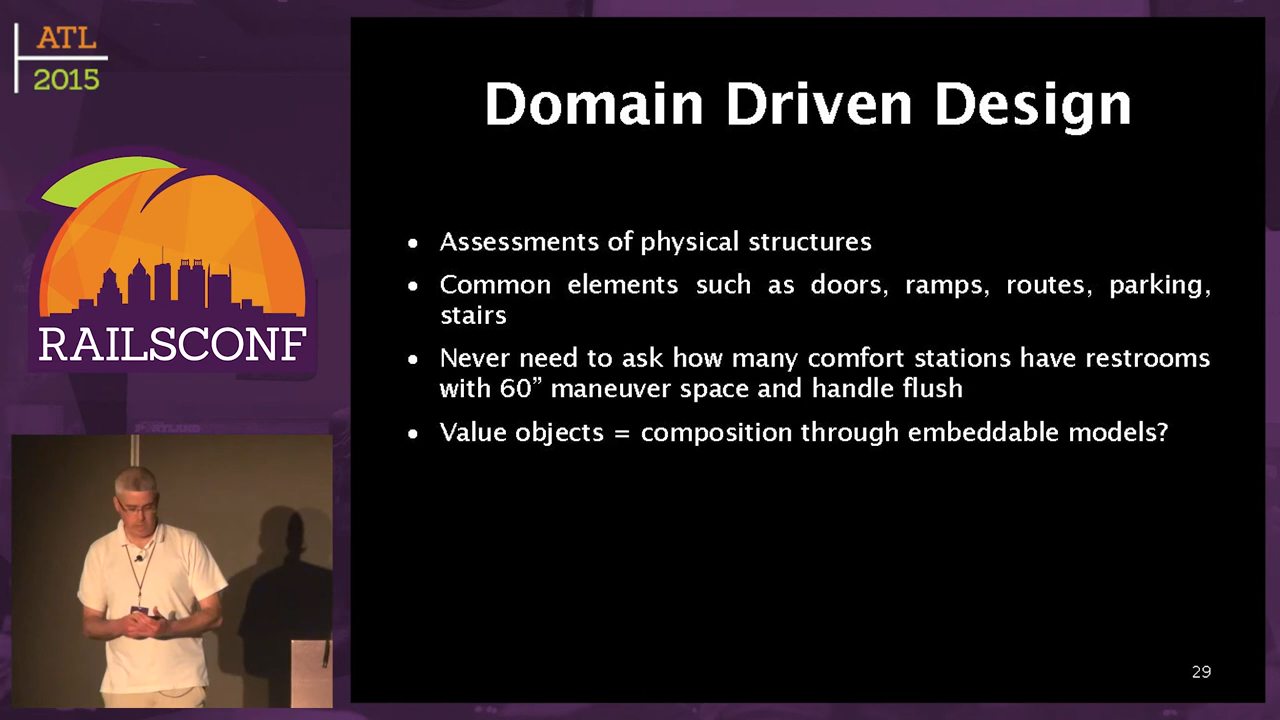 ATL
2015
RAILSCONF
Domain Driven Design
• Assessments of physical structures
• Common elements such as doors, ramps, routes, parking,
stairs
• Never need to ask how many comfort stations have restrooms
with 60” maneuver space and handle flush
• Value objects = composition through embeddable models?
29